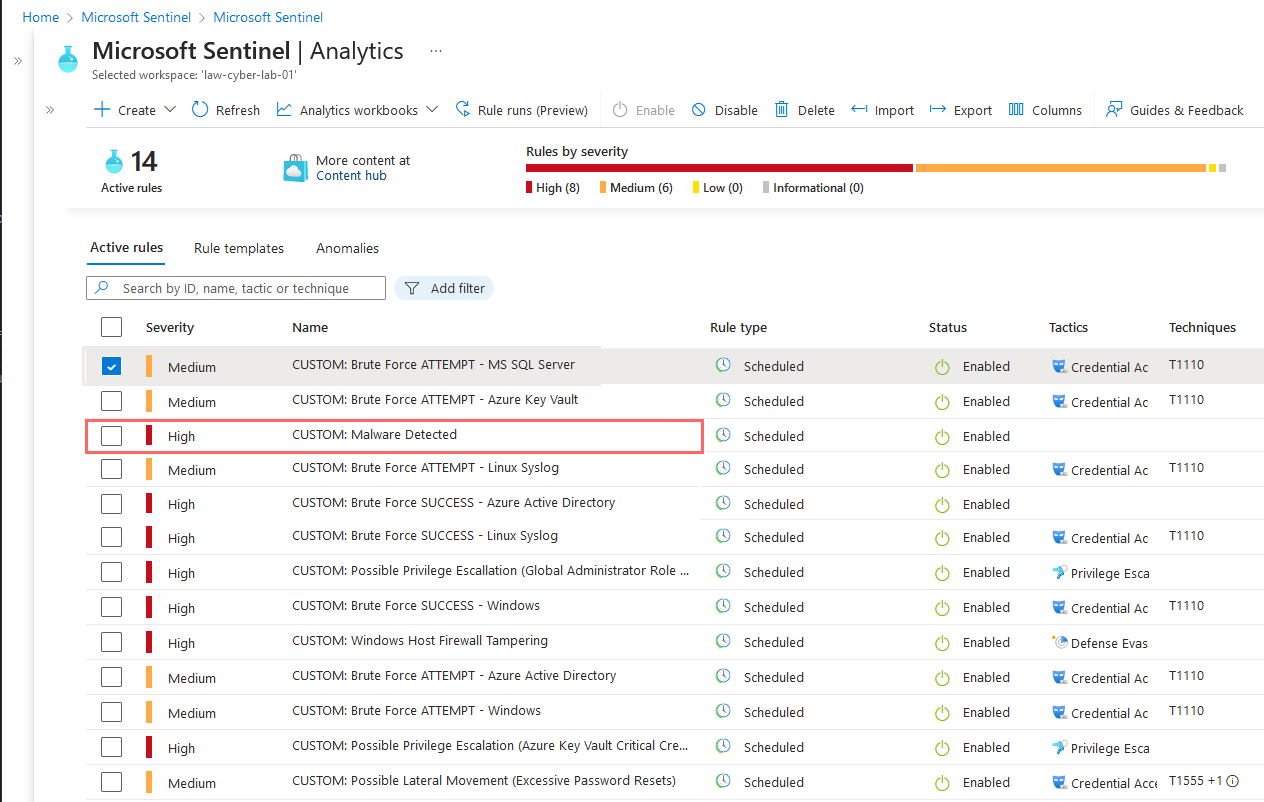 Home > Microsoft Sentinel > Microsoft Sentinel
Microsoft Sentinel | Analytics ...
Selected workspace: 'law-cyber-lab-01'
Create Refresh Analytics workbooks Rule runs (Preview) Enable Disable Delete Import Export Columns Guides & Feedback
14
Active rules
More content at
Content hub
Rules by severity
High (8) Medium (6) Low (0) Informational (0)
Active rules Rule templates Anomalies
Search by ID, name, tactic or technique Add filter
Severity Name Rule type Status Tactics Techniques
Medium CUSTOM: Brute Force ATTEMPT - MS SQL Server Scheduled Enabled Credential Ac T1110
Medium CUSTOM: Brute Force ATTEMPT - Azure Key Vault Scheduled Enabled Credential Ac T1110
High CUSTOM: Malware Detected Scheduled Enabled
Medium CUSTOM: Brute Force ATTEMPT - Linux Syslog Scheduled Enabled Credential Ac T1110
High CUSTOM: Brute Force SUCCESS - Azure Active Directory Scheduled Enabled
High CUSTOM: Brute Force SUCCESS - Linux Syslog Scheduled Enabled Credential Ac T1110
High CUSTOM: Possible Privilege Escallation (Global Administrator Role ... Scheduled Enabled Privilege Esca
High CUSTOM: Brute Force SUCCESS - Windows Scheduled Enabled Credential Ac T1110
High CUSTOM: Windows Host Firewall Tampering Scheduled Enabled Defense Evas
Medium CUSTOM: Brute Force ATTEMPT - Azure Active Directory Scheduled Enabled Credential Ac T1110
Medium CUSTOM: Brute Force ATTEMPT - Windows Scheduled Enabled Credential Ac T1110
High CUSTOM: Possible Privilege Escalation (Azure Key Vault Critical Cre... Scheduled Enabled Privilege Esca
Medium CUSTOM: Possible Lateral Movement (Excessive Password Resets) Scheduled Enabled Credential Acce T1555 +1